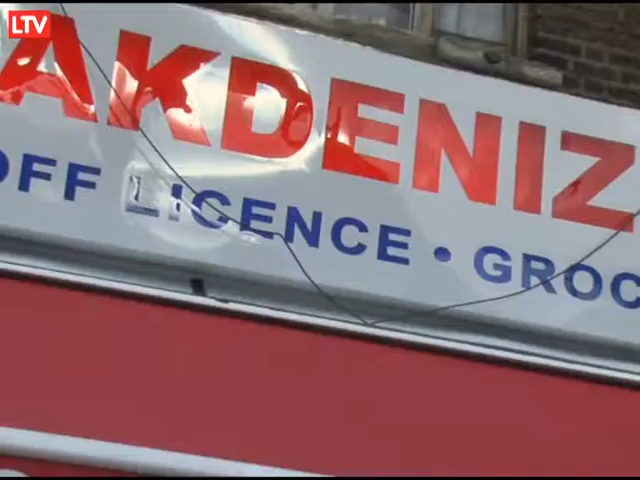 LTV
AKDENIZ
OFF LICENCE • GROC